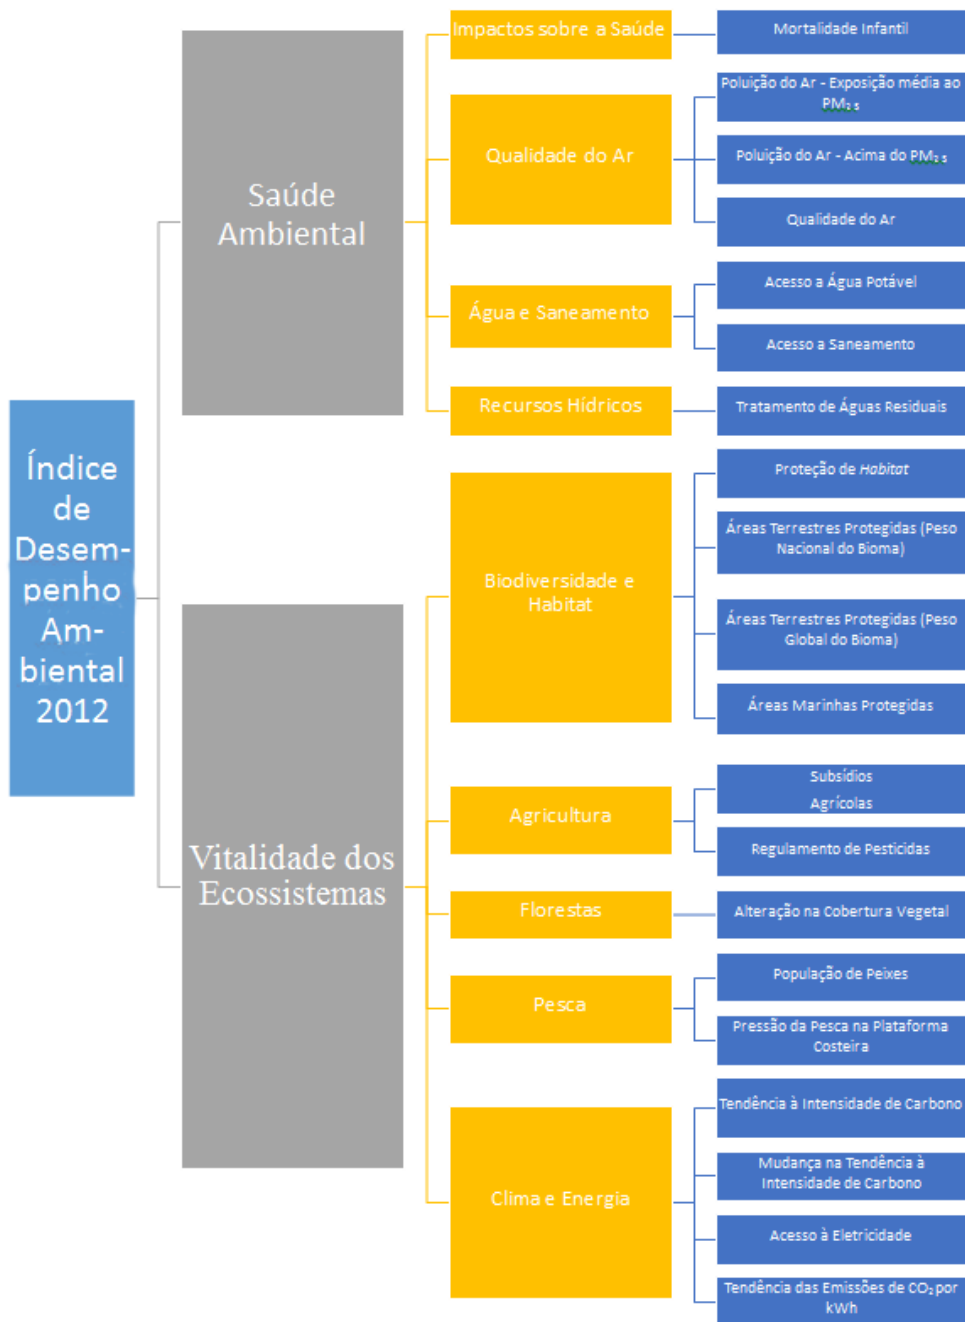 Índice
de
Desem-
penho
Am-
biental
2012
Saúde
Ambiental
Impactos sobre a Saúde
Mortalidade Infantil
Qualidade do Ar
Poluição do Ar - Exposição média ao
PM₂ ₅
Poluição do Ar - Acima do PM₂ ₅
Qualidade do Ar
Água e Saneamento
Acesso a Água Potável
Acesso a Saneamento
Recursos Hídricos
Tratamento de Águas Residuais
Vitalidade dos
Ecossistemas
Biodiversidade e
Habitat
Proteção de Habitat
Áreas Terrestres Protegidas (Peso
Nacional do Bioma)
Áreas Terrestres Protegidas (Peso
Global do Bioma)
Áreas Marinhas Protegidas
Agricultura
Subsídios
Agrícolas
Regulamento de Pesticidas
Florestas
Alteração na Cobertura Vegetal
Pesca
População de Peixes
Pressão da Pesca na Plataforma
Costeira
Clima e Energia
Tendência à Intensidade de Carbono
Mudança na Tendência à
Intensidade de Carbono
Acesso à Eletricidade
Tendência das Emissões de CO₂ por
kWh